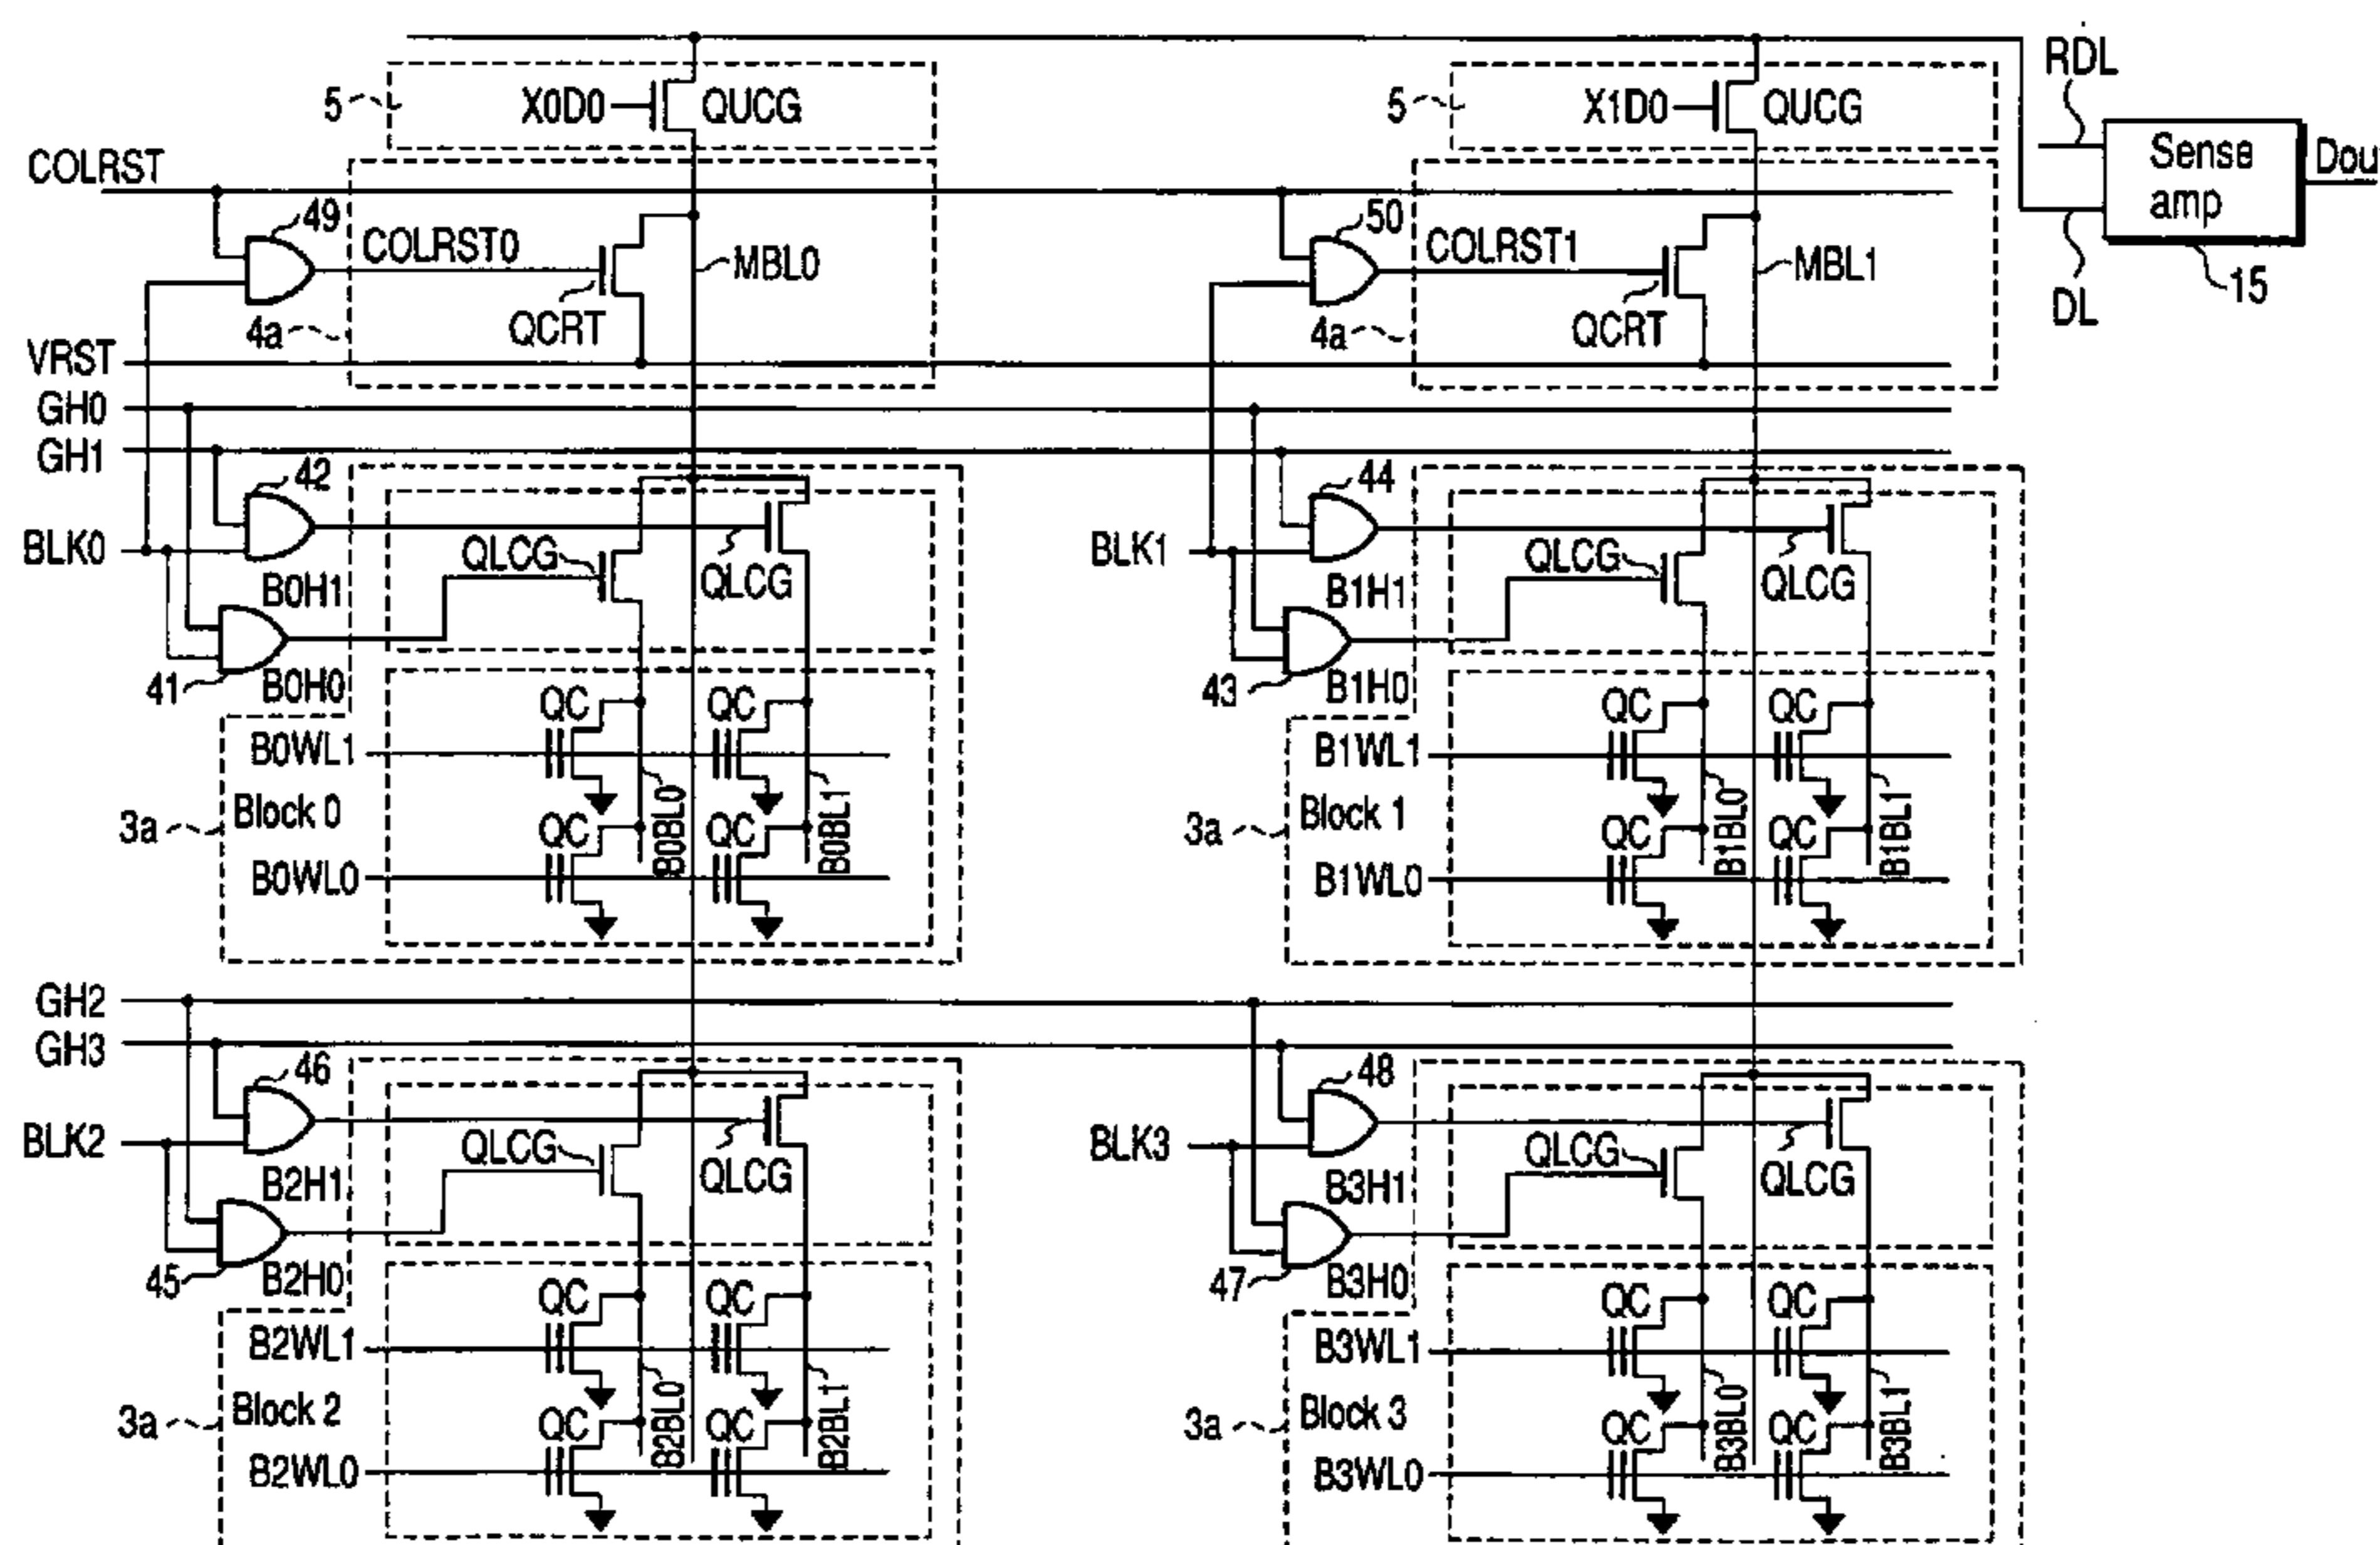 RDL
5 X0D0 QUCG 5 X1D0 QUCG
Sense amp Dou
COLRST
49 COLRST0 MBL0 50 COLRST1 MBL1
DL 15
4a QCRT 4a QCRT
VRST
GH0
GH1
42 44
BLK0 QLCG QLCG BLK1 QLCG QLCG
B0H1 B1H1
41 B0H0 43 B1H0
QC QC QC QC
B0WL1 B1WL1
3a Block 0 B0BL0 B0BL1 3a Block 1 B1BL0 B1BL1
QC QC QC QC
B0WL0 B1WL0
GH2
GH3
46 48
BLK2 QLCG QLCG BLK3 QLCG QLCG
B2H1 B3H1
45 B2H0 47 B3H0
QC QC QC QC
B2WL1 B3WL1
3a Block 2 B2BL0 B2BL1 3a Block 3 B3BL0 B3BL1
QC QC QC QC
B2WL0 B3WL0